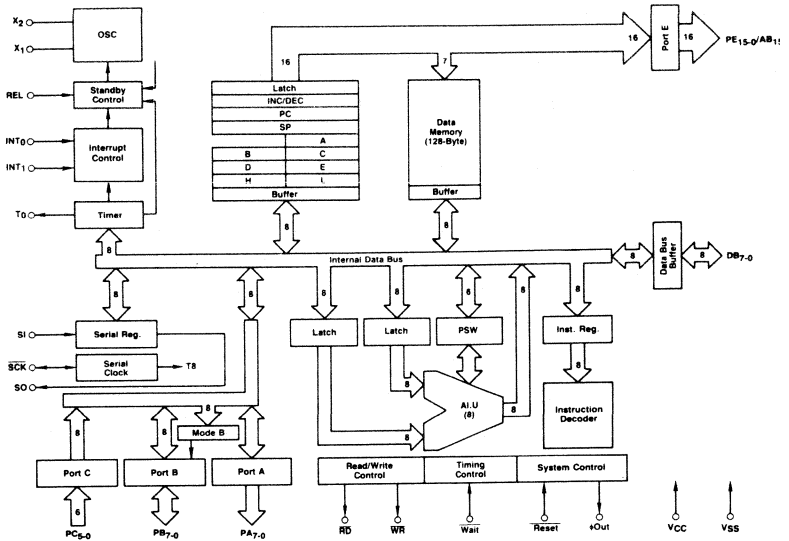 X2
OSC
X1
REL
Standby
Control
INT0
Interrupt
Control
INT1
T0
Timer
8
16
Latch
INC/DEC
PC
SP
A
B
C
D
E
H
L
Buffer
8
7
Data
Memory
(128-Byte)
Buffer
8
16
Port E
16
PE15-0/AB15
Internal Data Bus
8
Data Bus
Buffer
8
DB7-0
8
8
8
8
6
8
8
SI
Serial Reg.
SCK
Serial
Clock
T8
SO
Latch
Latch
PSW
Inst. Reg.
8
8
8
8
ALU
(8)
Instruction
Decoder
8
8
8
Mode B
8
Port C
Port B
Port A
6
PC5-0
PB7-0
PA7-0
Read/Write
Control
Timing
Control
System Control
RD
WR
Wait
Reset
ϕOut
VCC
VSS